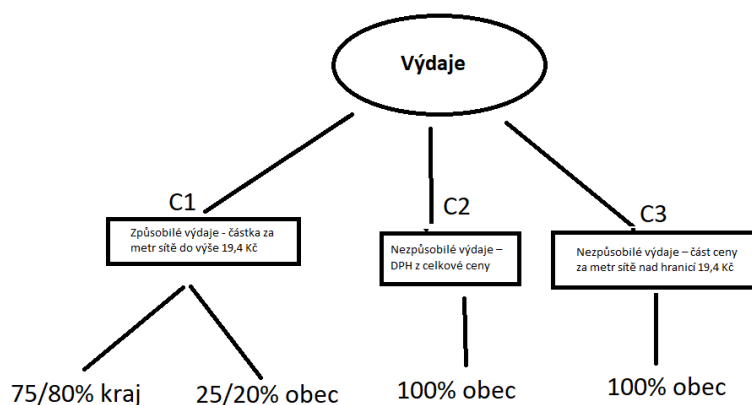 Výdaje
C1
C2
C3
Způsobilé výdaje - částka za
metr sítě do výše 19,4 Kč
Nezpůsobilé výdaje –
DPH z celkové ceny
Nezpůsobilé výdaje – část ceny
za metr sítě nad hranicí 19,4 Kč
75/80% kraj
25/20% obec
100% obec
100% obec